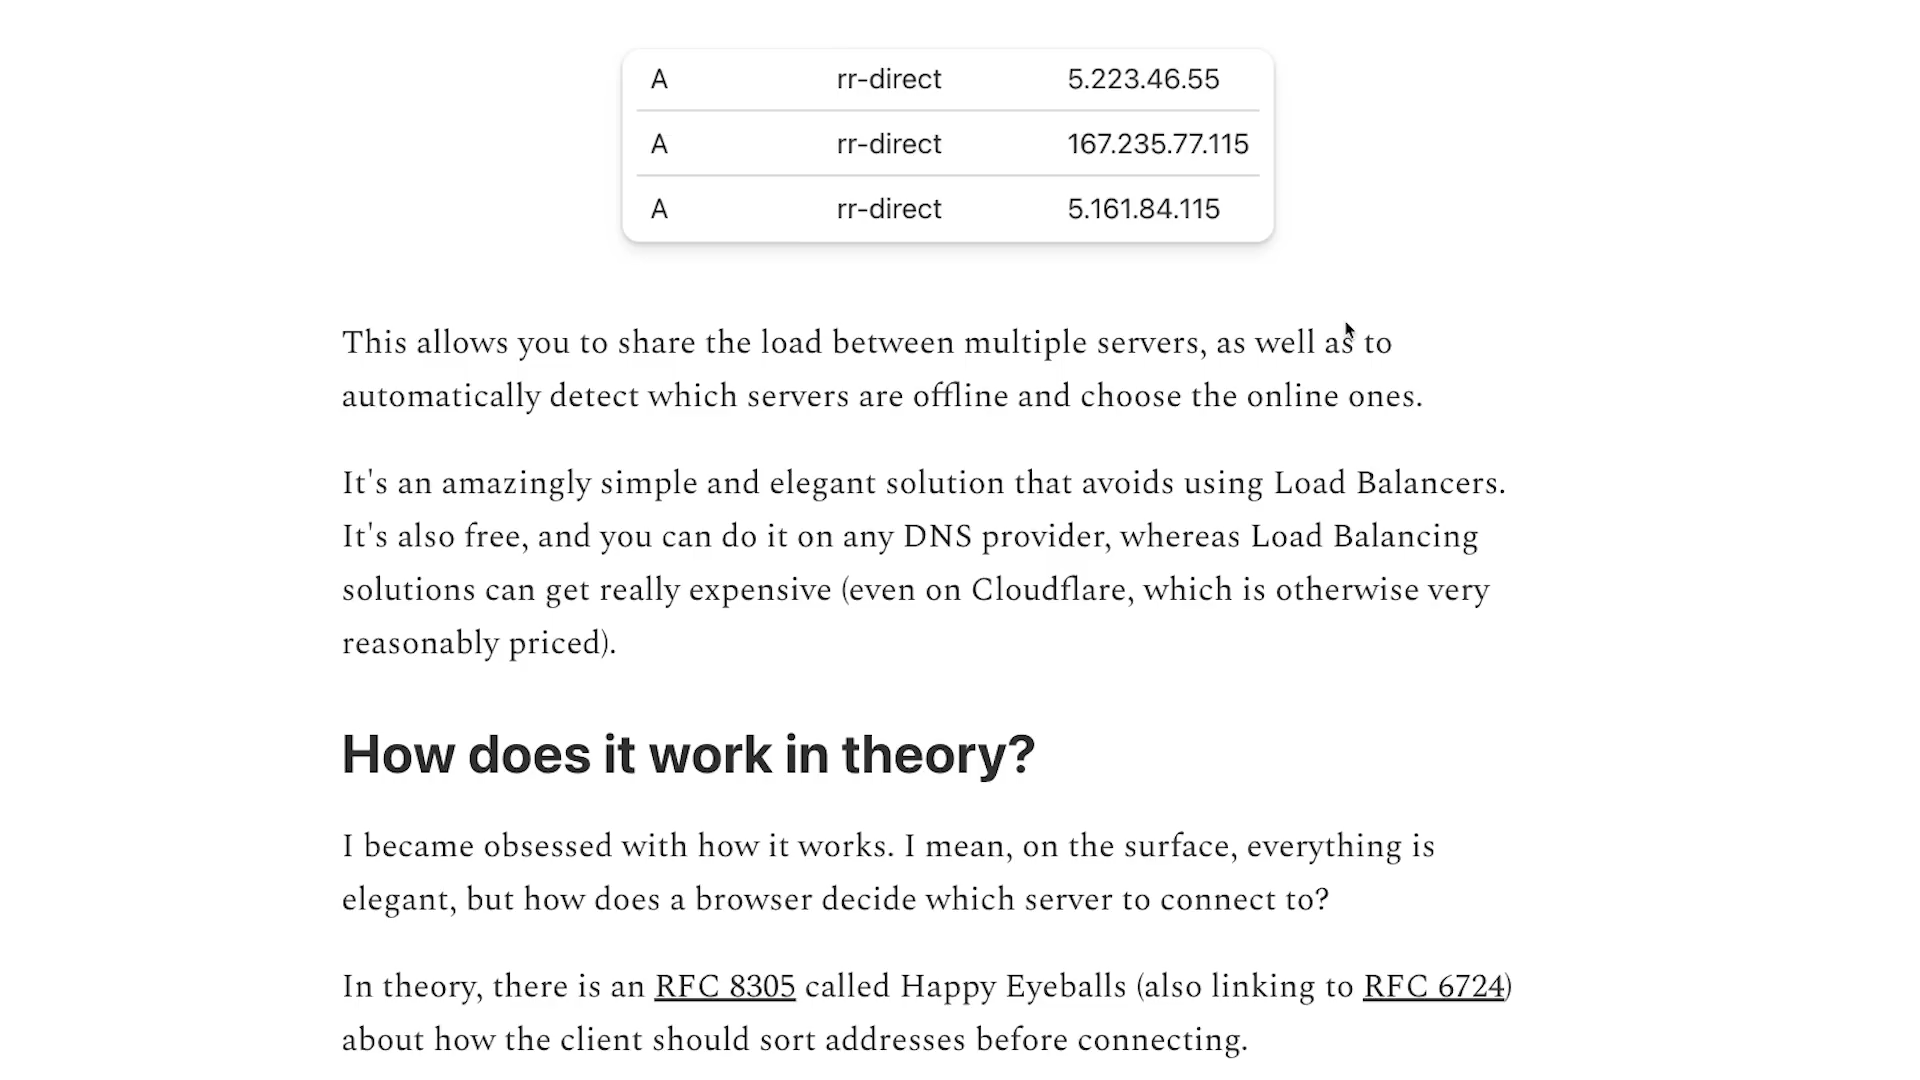 A rr-direct 5.223.46.55
A rr-direct 167.235.77.115
A rr-direct 5.161.84.115
This allows you to share the load between multiple servers, as well as to
automatically detect which servers are offline and choose the online ones.
It's an amazingly simple and elegant solution that avoids using Load Balancers.
It's also free, and you can do it on any DNS provider, whereas Load Balancing
solutions can get really expensive (even on Cloudflare, which is otherwise very
reasonably priced).
How does it work in theory?
I became obsessed with how it works. I mean, on the surface, everything is
elegant, but how does a browser decide which server to connect to?
In theory, there is an RFC 8305 called Happy Eyeballs (also linking to RFC 6724)
about how the client should sort addresses before connecting.